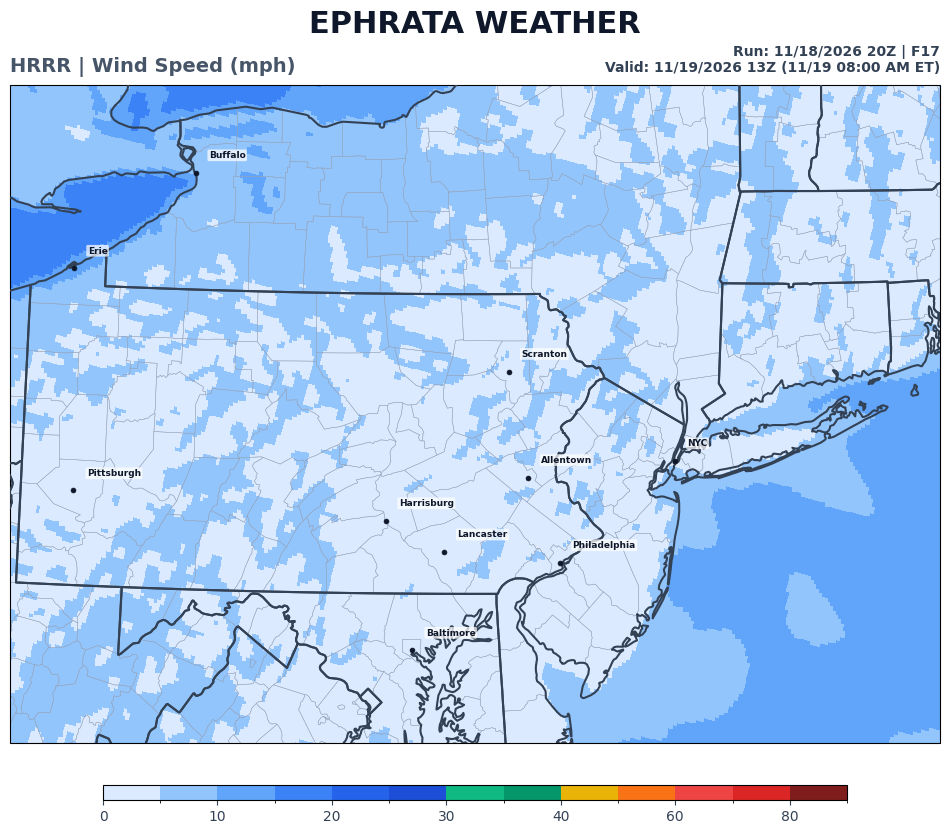 EPHRATA WEATHER
HRRR | Wind Speed (mph)
Run: 11/18/2026 20Z | F17
Valid: 11/19/2026 13Z (11/19 08:00 AM ET)
Buffalo
Erie
Scranton
NYC
Allentown
Pittsburgh
Harrisburg
Lancaster
Philadelphia
Baltimore
0 10 20 30 40 50 60 70 80